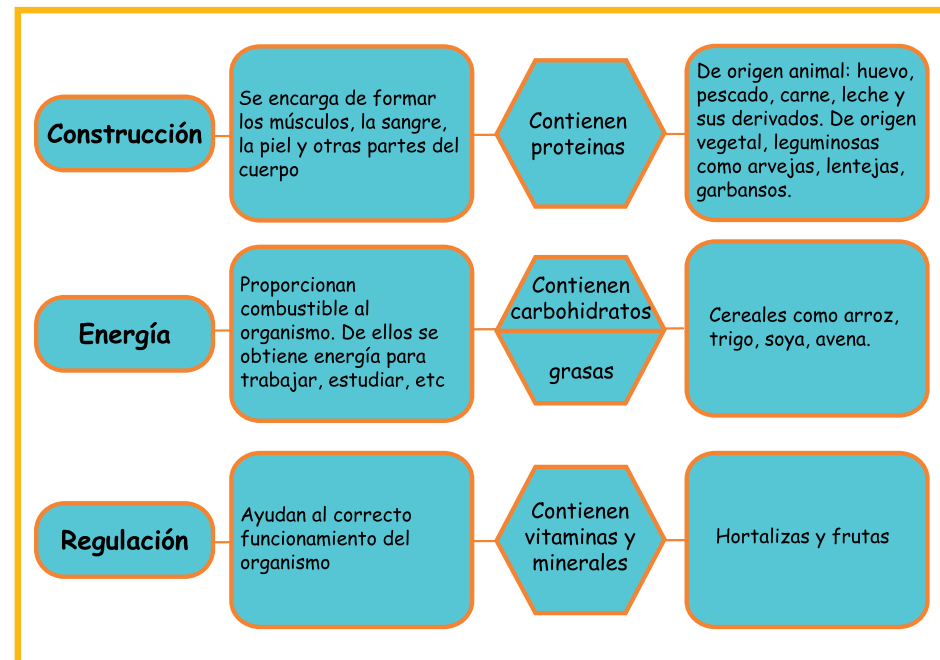 Construcción
Se encarga de formar
los músculos, la sangre,
la piel y otras partes del
cuerpo
Contienen
proteinas
De origen animal: huevo,
pescado, carne, leche y
sus derivados. De origen
vegetal, leguminosas
como arvejas, lentejas,
garbansos.
Energía
Proporcionan
combustible al
organismo. De ellos se
obtiene energía para
trabajar, estudiar, etc
Contienen
carbohidratos
grasas
Cereales como arroz,
trigo, soya, avena.
Regulación
Ayudan al correcto
funcionamiento del
organismo
Contienen
vitaminas y
minerales
Hortalizas y frutas